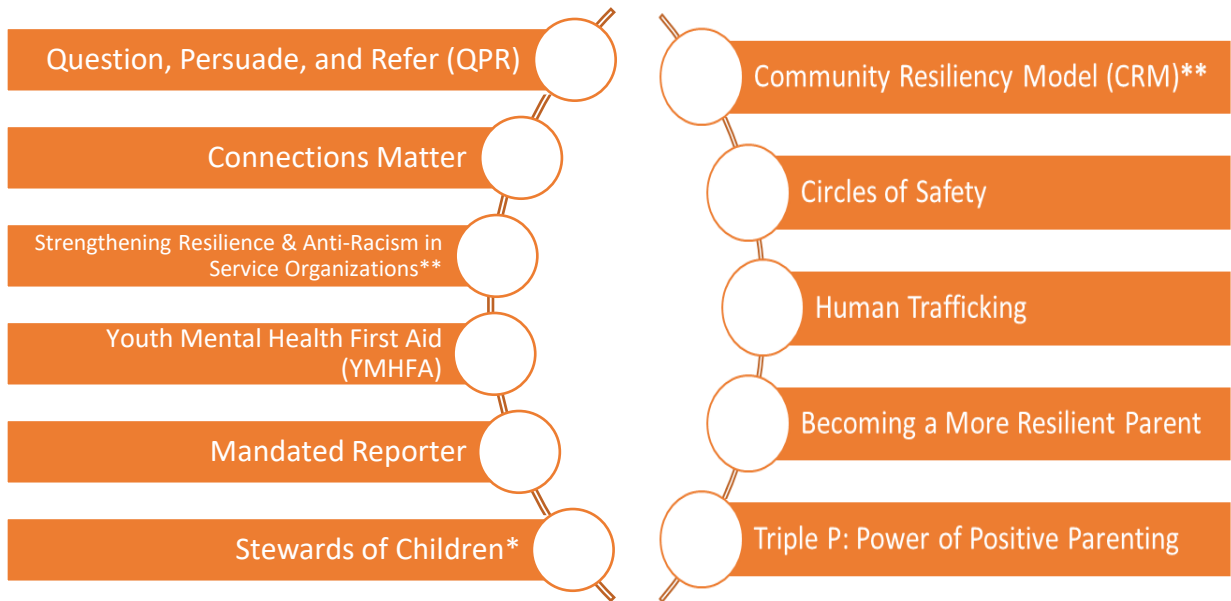 Question, Persuade, and Refer (QPR)
Connections Matter
Strengthening Resilience & Anti-Racism in
Service Organizations**
Youth Mental Health First Aid
(YMHFA)
Mandated Reporter
Stewards of Children*
Community Resiliency Model (CRM)**
Circles of Safety
Human Trafficking
Becoming a More Resilient Parent
Triple P: Power of Positive Parenting